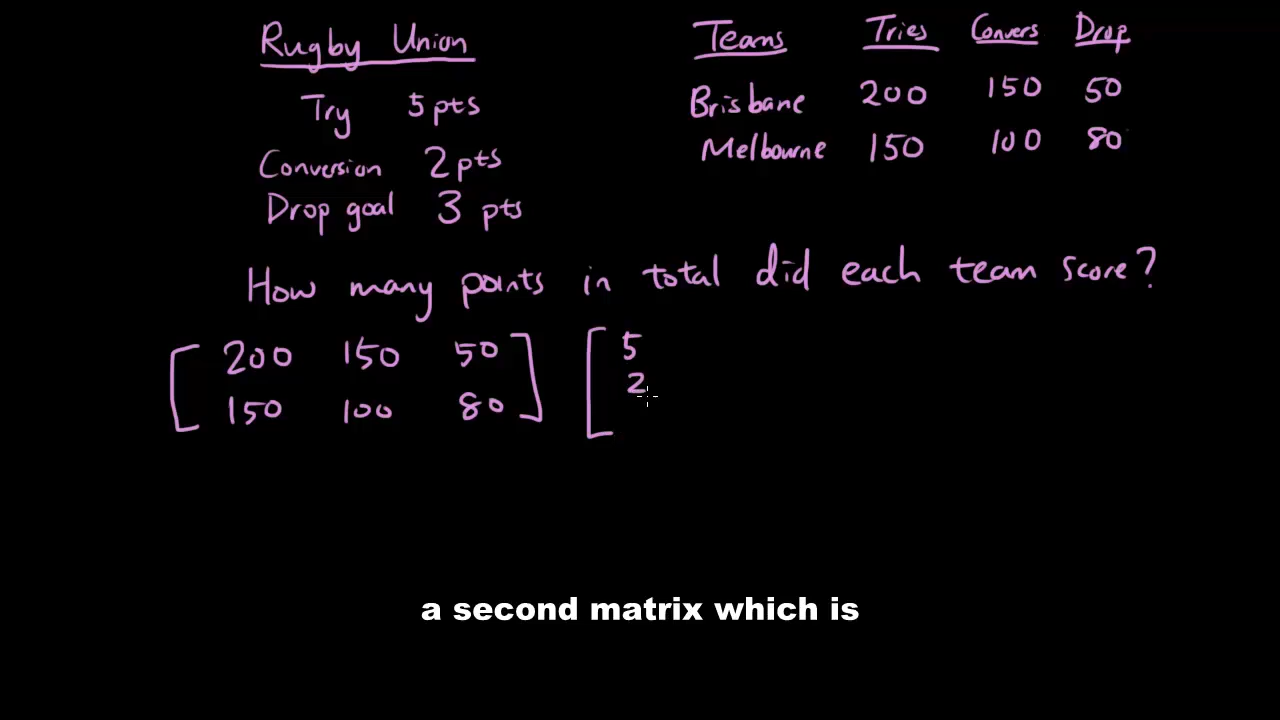 Rugby Union
Try 5 pts
Conversion 2 pts
Drop goal 3 pts
Teams Tries Convers Drop
Brisbane 200 150 50
Melbourne 150 100 80
How many points in total did each team score?
[ 200 150 50 ] [ 5
150 100 80 2
a second matrix which is